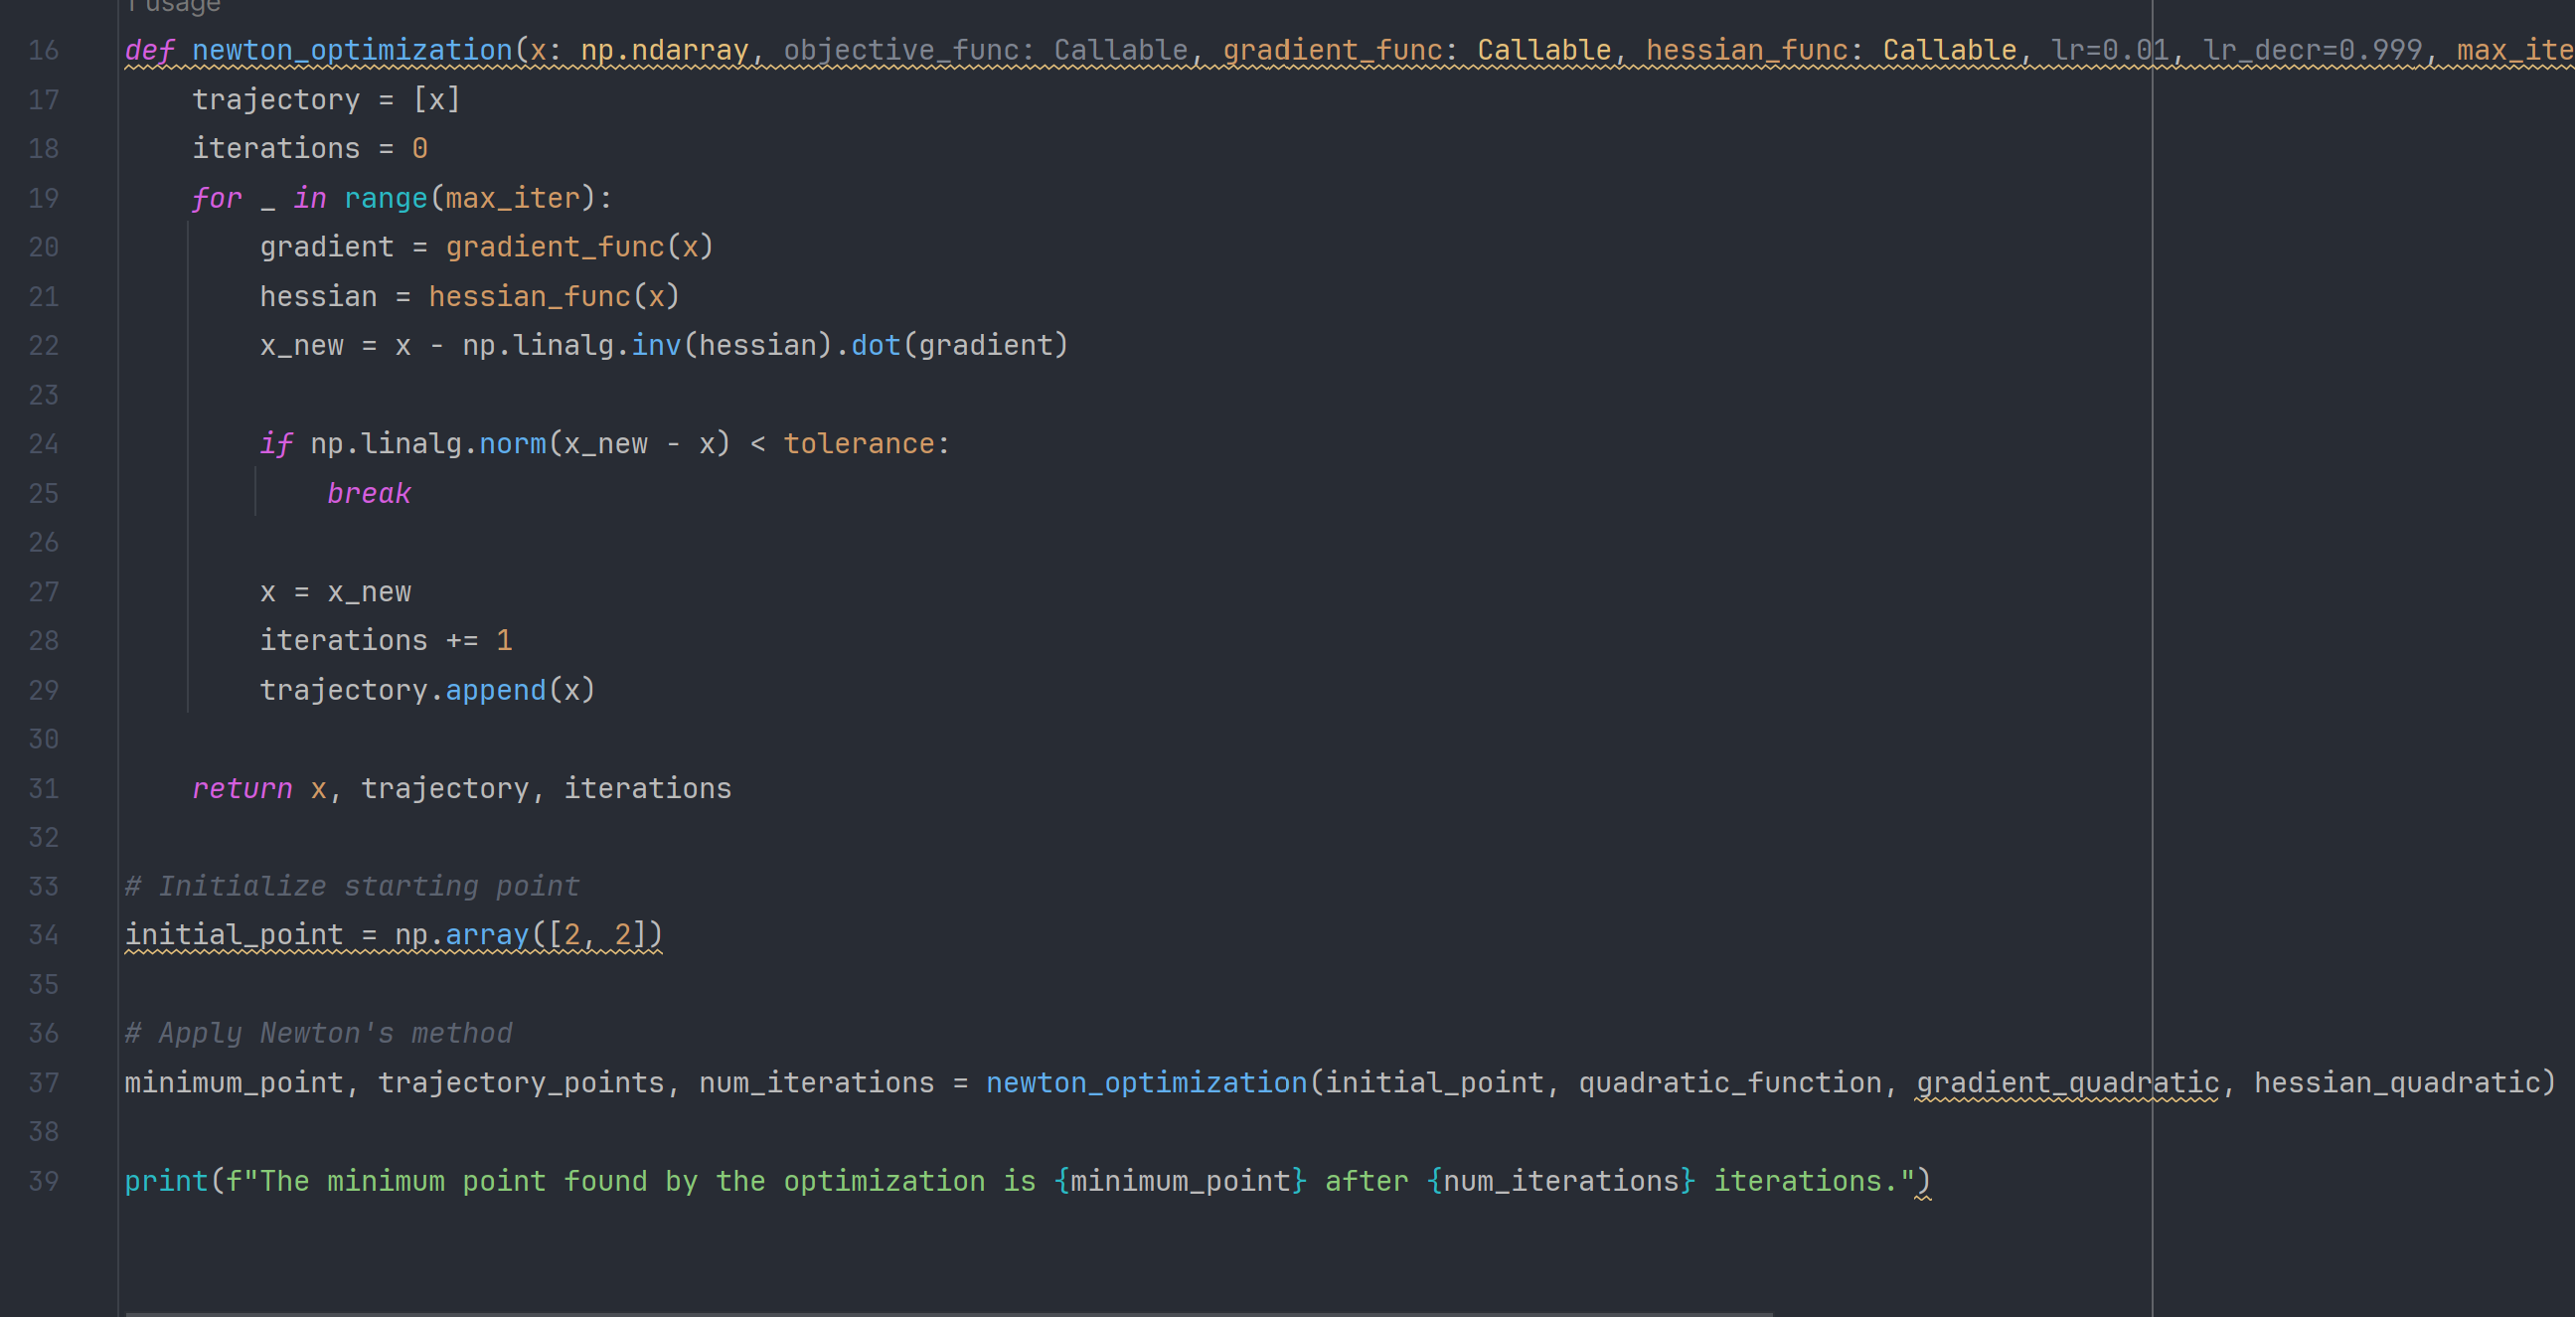 1 usage
16 def newton_optimization(x: np.ndarray, objective_func: Callable, gradient_func: Callable, hessian_func: Callable, lr=0.01, lr_decr=0.999, max_ite
17 trajectory = [x]
18 iterations = 0
19 for _ in range(max_iter):
20 gradient = gradient_func(x)
21 hessian = hessian_func(x)
22 x_new = x - np.linalg.inv(hessian).dot(gradient)
23
24 if np.linalg.norm(x_new - x) < tolerance:
25 break
26
27 x = x_new
28 iterations += 1
29 trajectory.append(x)
30
31 return x, trajectory, iterations
32
33 # Initialize starting point
34 initial_point = np.array([2, 2])
35
36 # Apply Newton's method
37 minimum_point, trajectory_points, num_iterations = newton_optimization(initial_point, quadratic_function, gradient_quadratic, hessian_quadratic)
38
39 print(f"The minimum point found by the optimization is {minimum_point} after {num_iterations} iterations.")